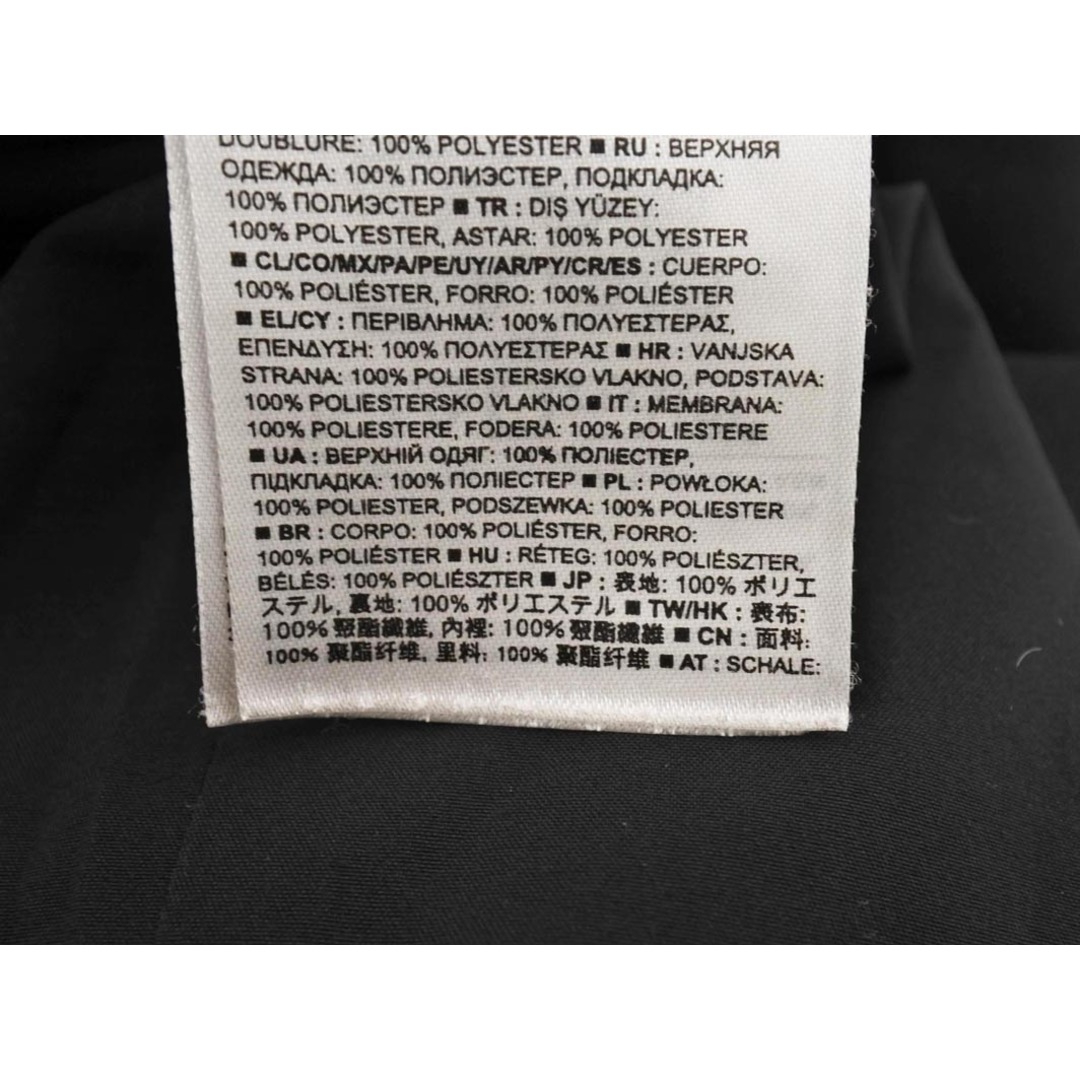 DOUBLURE: 100% POLYESTER ■ RU : ВЕРХНЯЯ
ОДЕЖДА: 100% ПОЛИЭСТЕР, ПОДКЛАДКА:
100% ПОЛИЭСТЕР ■ TR : DIŞ YÜZEY:
100% POLYESTER, ASTAR: 100% POLYESTER
■ CL/CO/MX/PA/PE/UY/AR/PY/CR/ES : CUERPO:
100% POLIÉSTER, FORRO: 100% POLIÉSTER
■ EL/CY : ΠΕΡΙΒΛΗΜΑ: 100% ΠΟΛΥΕΣΤΕΡΑΣ,
ΕΠΕΝΔΥΣΗ: 100% ΠΟΛΥΕΣΤΕΡΑΣ ■ HR : VANJSKA
STRANA: 100% POLIESTERSKO VLAKNO, PODSTAVA:
100% POLIESTERSKO VLAKNO ■ IT : MEMBRANA:
100% POLIESTERE, FODERA: 100% POLIESTERE
■ UA : ВЕРХНІЙ ОДЯГ: 100% ПОЛІЕСТЕР,
ПІДКЛАДКА: 100% ПОЛІЕСТЕР ■ PL : POWŁOKA:
100% POLIESTER, PODSZEWKA: 100% POLIESTER
■ BR : CORPO: 100% POLIÉSTER, FORRO:
100% POLIÉSTER ■ HU : RÉTEG: 100% POLIÉSZTER,
BÉLÉS: 100% POLIÉSZTER ■ JP : 表地: 100% ポリエ
ステル, 裏地: 100% ポリエステル ■ TW/HK : 表布:
100% 聚酯纖維, 內裡: 100% 聚酯纖維 ■ CN : 面料:
100% 聚酯纤维, 里料: 100% 聚酯纤维 ■ AT : SCHALE: